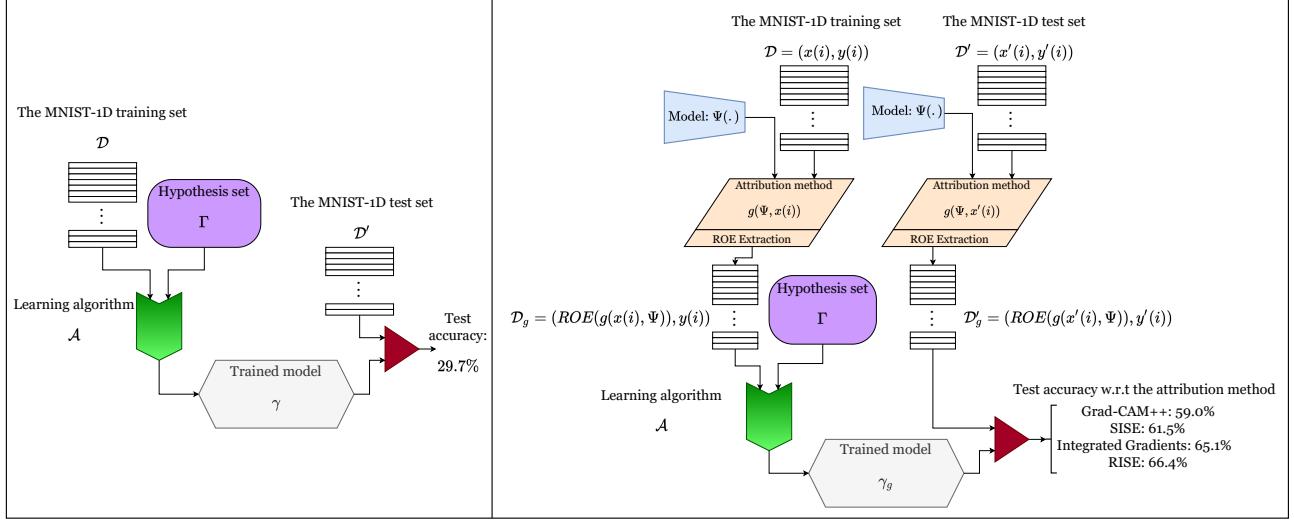 The MNIST-1D training set
𝒟
Hypothesis set
Γ
The MNIST-1D test set
𝒟′
Learning algorithm
𝒜
Test
accuracy:
29.7%
Trained model
γ
The MNIST-1D training set
𝒟 = (x(i), y(i))
The MNIST-1D test set
𝒟′ = (x′(i), y′(i))
Model: Ψ(. )
Model: Ψ(. )
Attribution method
g(Ψ, x(i))
ROE Extraction
Attribution method
g(Ψ, x′(i))
ROE Extraction
Hypothesis set
Γ
𝒟_g = (ROE(g(x(i), Ψ)), y(i))
𝒟′_g = (ROE(g(x′(i), Ψ)), y′(i))
Learning algorithm
𝒜
Trained model
γ_g
Test accuracy w.r.t the attribution method
Grad-CAM++: 59.0%
SISE: 61.5%
Integrated Gradients: 65.1%
RISE: 66.4%